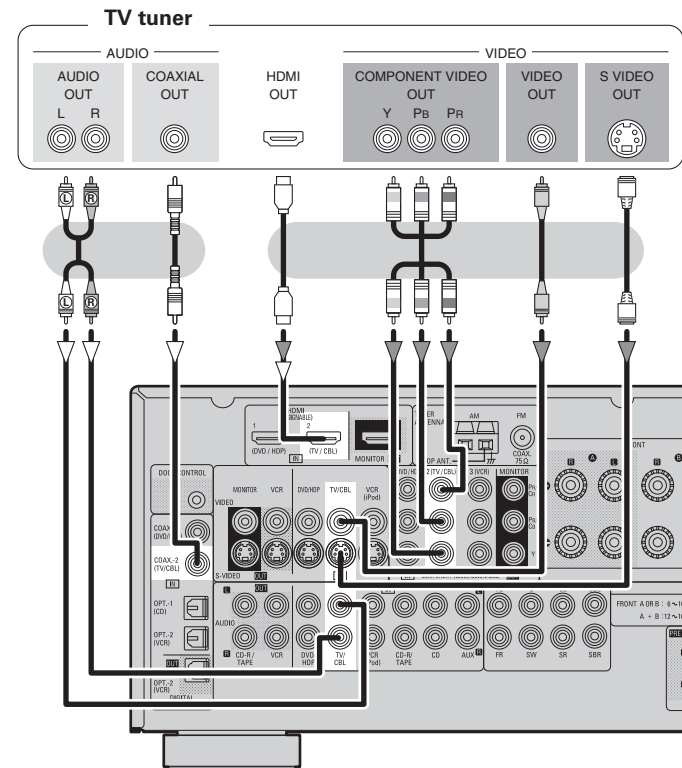 TV tuner
AUDIO
VIDEO
AUDIO OUT
COAXIAL OUT
HDMI OUT
COMPONENT VIDEO OUT
VIDEO OUT
S VIDEO OUT
L R
Y PB PR
L R
L R
HDMI
1 2
(DVD / HDP) (TV / CBL) MONITOR
IN
AM FM
COAX. 75Ω
CONTROL
MONITOR VCR DVD/HDP TV/CBL VCR (iPod)
2 (TV / CBL) 3 (VCR) MONITOR
VIDEO
S-VIDEO OUT
COAX.-2 (TV/CBL)
IN
OPT.-1 (CD)
OPT.-2 (VCR)
OUT
OPT.-2 (VCR)
DIGITAL
AUDIO
OUT
L
R
CD-R / TAPE VCR TV/ CBL CD-R / TAPE CD AUX
FR SW SR SBR
R A L R B
FRONT A OR B : 6
A + B :12